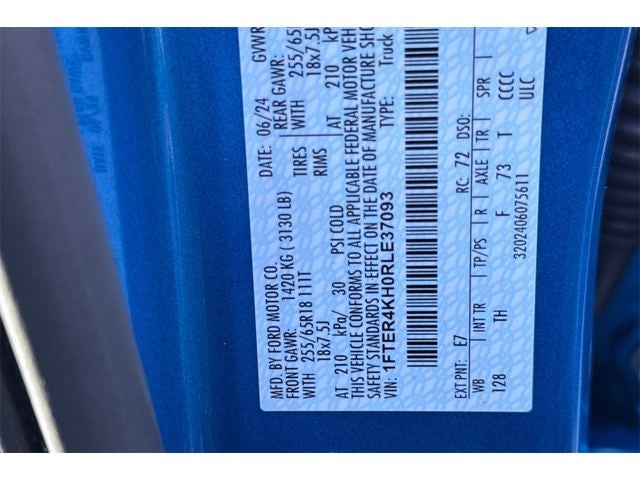 MFD. BY FORD MOTOR CO.
DATE: 06/24
GVWR
FRONT GAWR: 1420 KG ( 3130 LB)
REAR GAWR:
WITH 255/65R18 111T TIRES
WITH 255/65
18x7.5J RIMS
18x7.5J
AT 210 kPa/ 30 PSI COLD
AT 210 kP
THIS VEHICLE CONFORMS TO ALL APPLICABLE FEDERAL MOTOR VEH
SAFETY STANDARDS IN EFFECT ON THE DATE OF MANUFACTURE SHO
VIN: 1FTER4KH0RLE37093
TYPE: Truck
EXT PNT: E7 RC: 72 DSO:
WB INT TR TP/PS R AXLE TR SPR
128 TH F 73 T CCCC
3202406075611 ULC